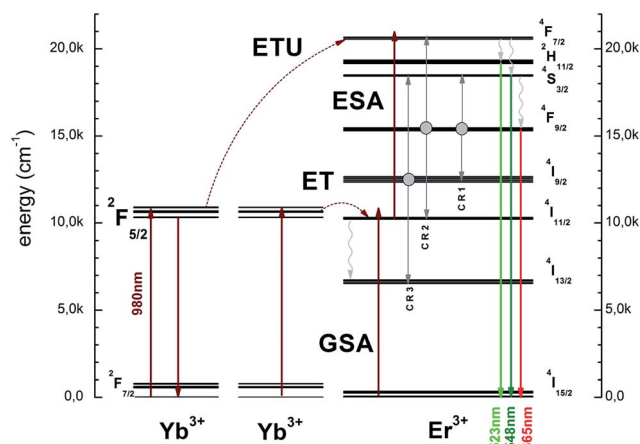 energy (cm⁻¹)
20,0k
15,0k
10,0k
5,0k
0,0
ETU
ESA
ET
GSA
²F 5/2
980nm
²F 7/2
Yb³⁺
Yb³⁺
Er³⁺
CR3
CR2
CR1
⁴F 7/2
²H 11/2
⁴S 3/2
⁴F 9/2
⁴I 9/2
⁴I 11/2
⁴I 13/2
⁴I 15/2
20,0k
15,0k
10,0k
5,0k
0,0